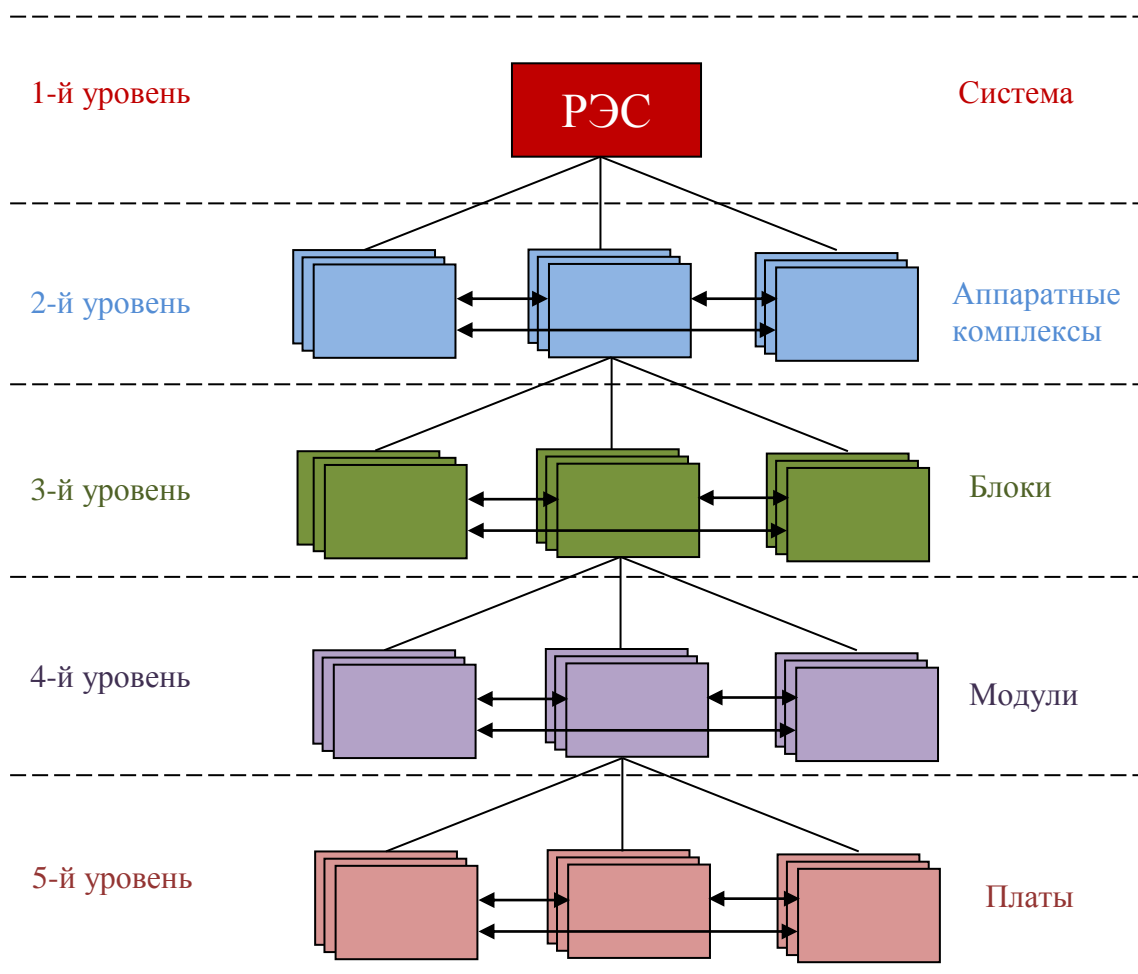 1-й уровень
РЭС
Система
2-й уровень
Аппаратные
комплексы
3-й уровень
Блоки
4-й уровень
Модули
5-й уровень
Платы